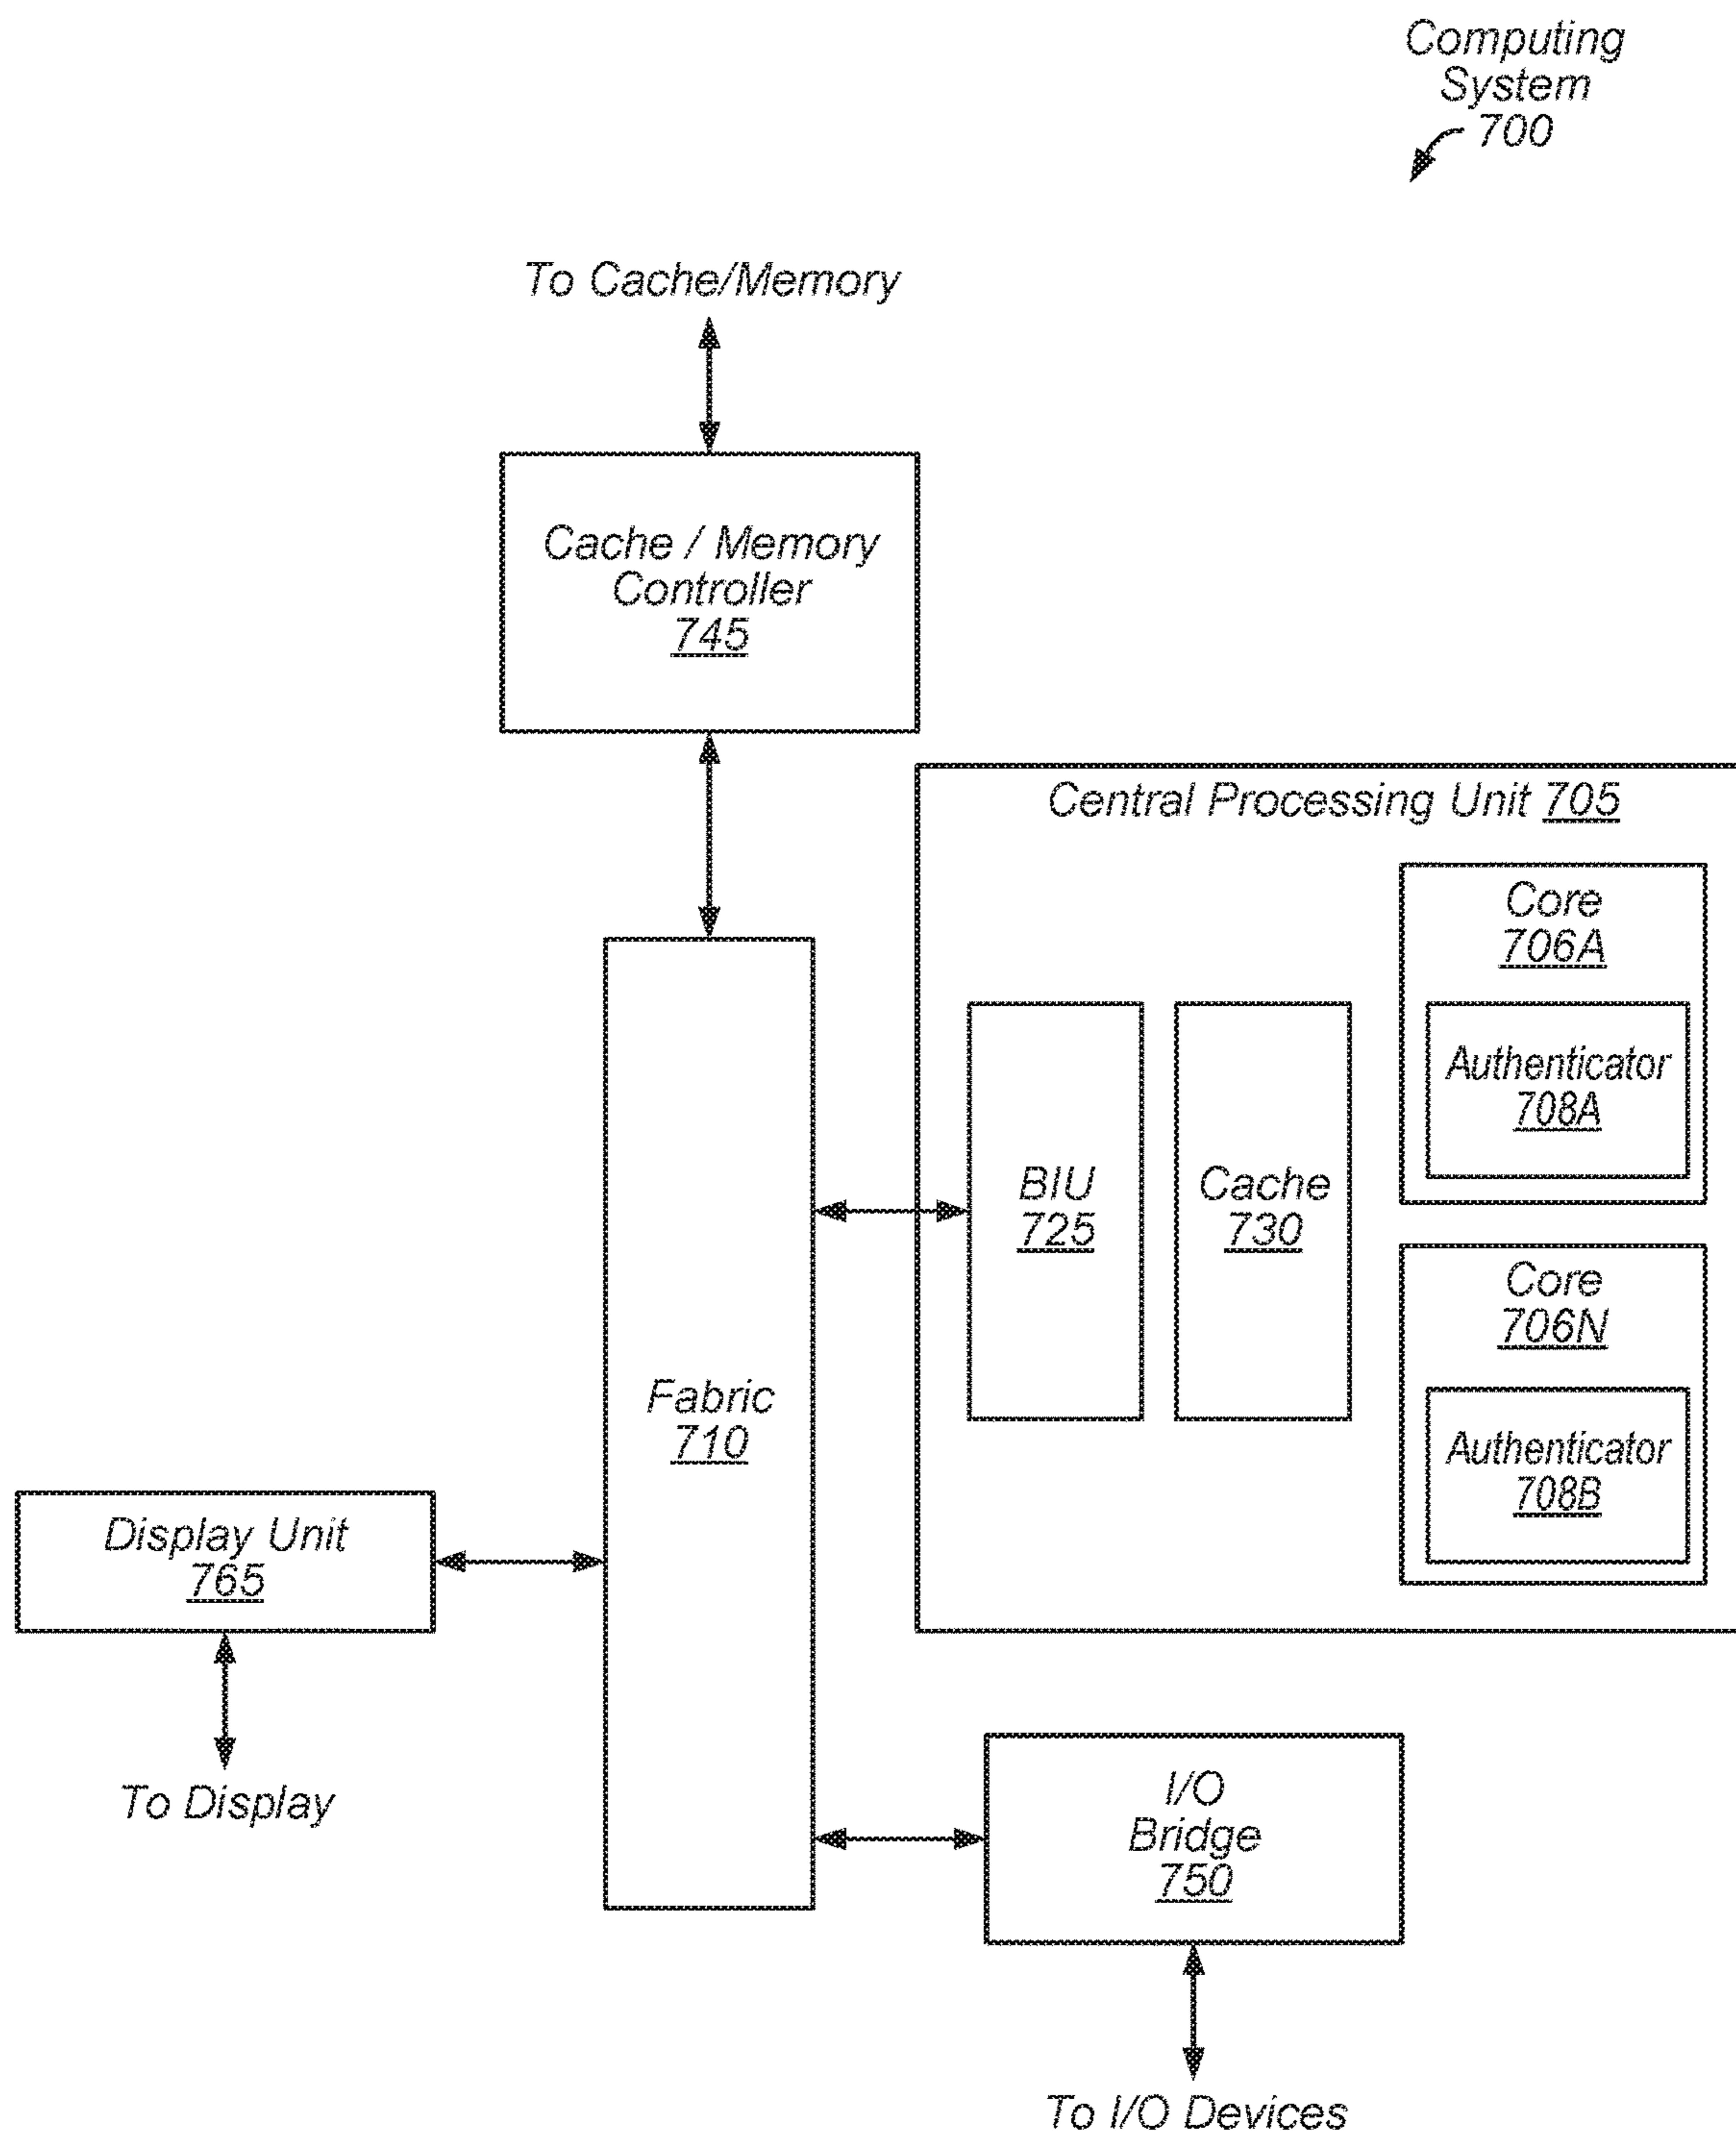 Computing
System
700
To Cache/Memory
Cache / Memory
Controller
745
Central Processing Unit 705
Core
706A
Authenticator
708A
BIU
725
Cache
730
Core
706N
Authenticator
708B
Fabric
710
Display Unit
765
To Display
I/O
Bridge
750
To I/O Devices